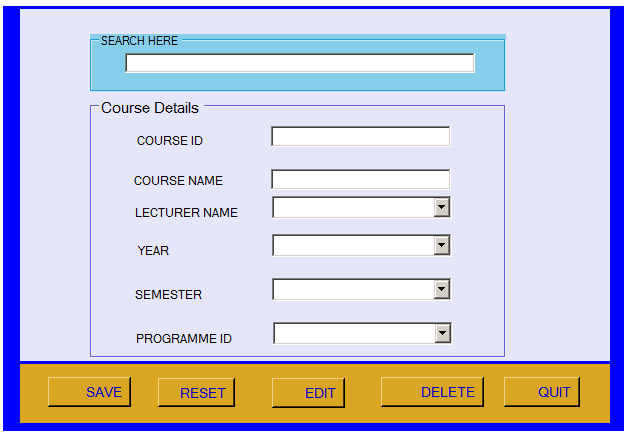 SEARCH HERE
Course Details
COURSE ID
COURSE NAME
LECTURER NAME
YEAR
SEMESTER
PROGRAMME ID
SAVE RESET EDIT DELETE QUIT